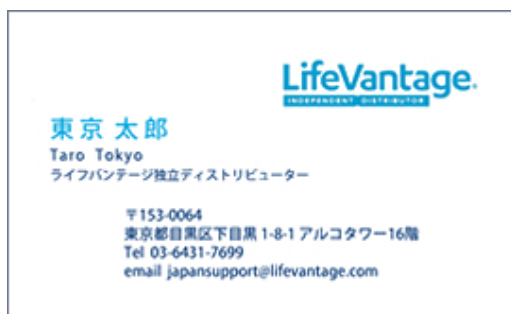 LifeVantage.
INDEPENDENT DISTRIBUTOR
東京 太郎
Taro Tokyo
ライフバンテージ独立ディストリビューター
〒153-0064
東京都目黒区下目黒 1-8-1 アルコタワー16階
Tel 03-6431-7699
email japansupport@lifevantage.com